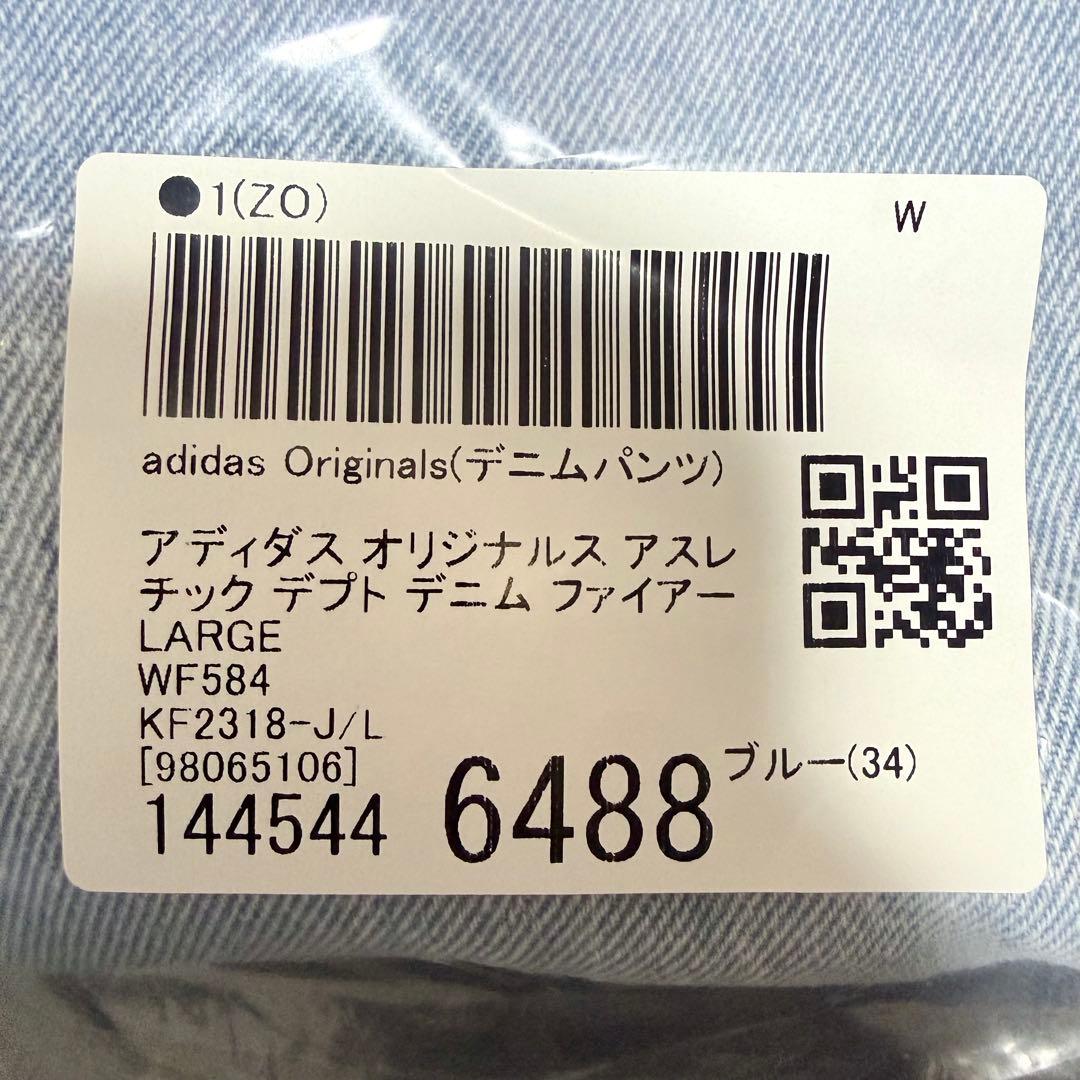 ●1(ZO)
W
adidas Originals(デニムパンツ)
アディダス オリジナルス アスレ
チック デプト デニム ファイアー
LARGE
WF584
KF2318-J/L
[98065106]
ブルー(34)
144544 6488